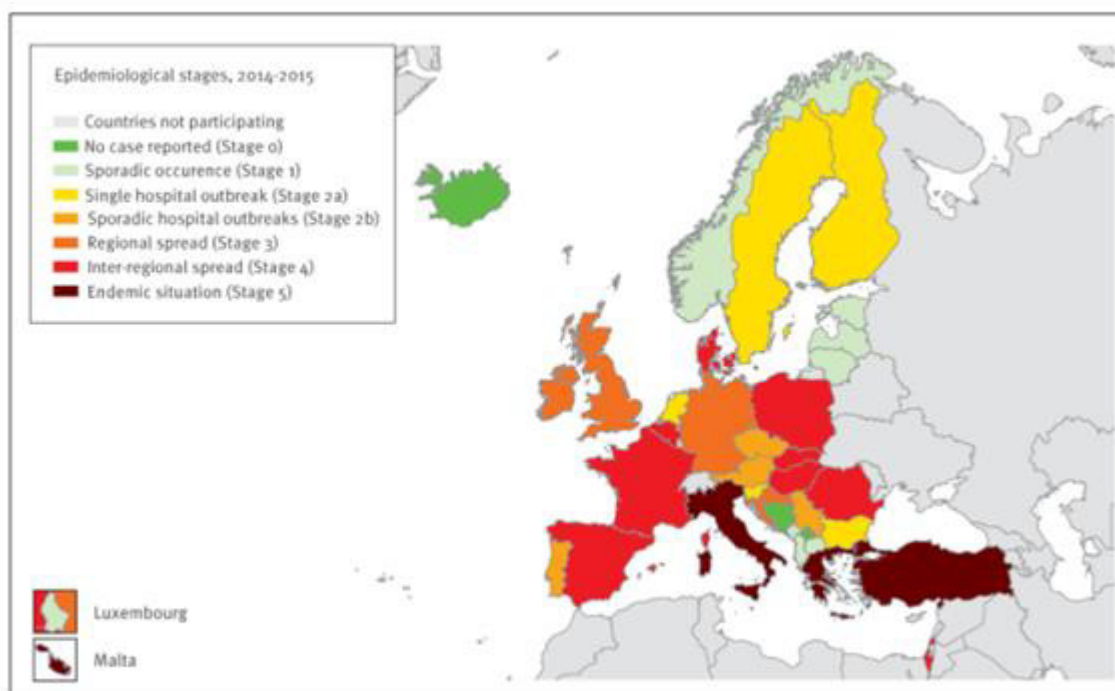 Epidemiological stages, 2014-2015
Countries not participating
No case reported (Stage 0)
Sporadic occurence (Stage 1)
Single hospital outbreak (Stage 2a)
Sporadic hospital outbreaks (Stage 2b)
Regional spread (Stage 3)
Inter-regional spread (Stage 4)
Endemic situation (Stage 5)
Luxembourg
Malta